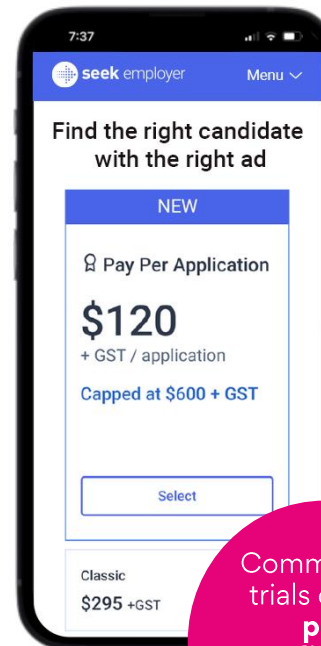 7:37
seek employer
Menu
Find the right candidate
with the right ad
NEW
Pay Per Application
$120
+ GST / application
Capped at $600 + GST
Select
Classic
$295 +GST
trials